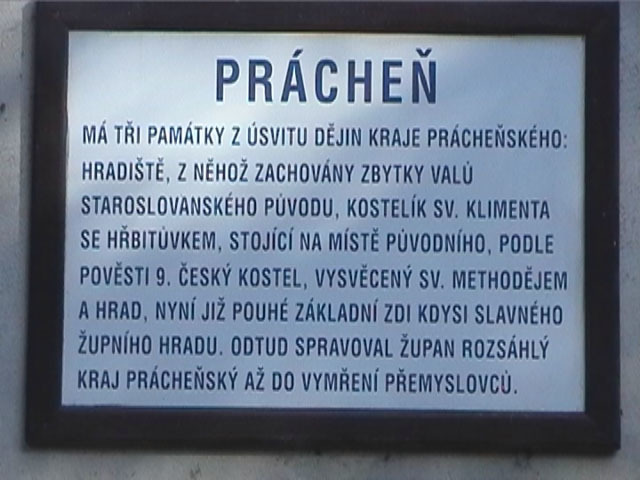 PRÁCHEŇ
MÁ TŘI PAMÁTKY Z ÚSVITU DĚJIN KRAJE PRÁCHEŇSKÉHO:
HRADIŠTĚ, Z NĚHOŽ ZACHOVÁNY ZBYTKY VALŮ
STAROSLOVANSKÉHO PŮVODU, KOSTELÍK SV. KLIMENTA
SE HŘBITŮVKEM, STOJÍCÍ NA MÍSTĚ PŮVODNÍHO, PODLE
POVĚSTI 9. ČESKÝ KOSTEL, VYSVĚCENÝ SV. METHODĚJEM
A HRAD, NYNÍ JIŽ POUHÉ ZÁKLADNÍ ZDI KDYSI SLAVNÉHO
ŽUPNÍHO HRADU. ODTUD SPRAVOVAL ŽUPAN ROZSÁHLÝ
KRAJ PRÁCHEŇSKÝ AŽ DO VYMŘENÍ PŘEMYSLOVCŮ.